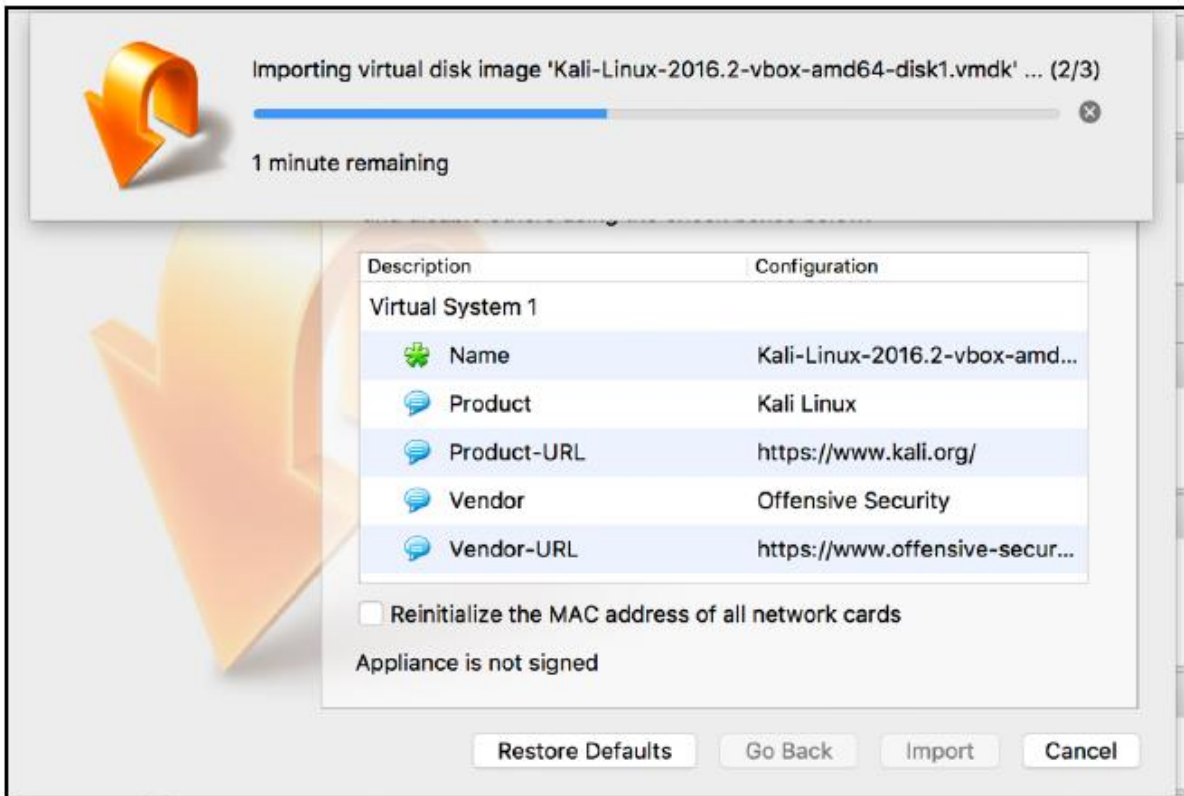 Importing virtual disk image 'Kali-Linux-2016.2-vbox-amd64-disk1.vmdk' ... (2/3)
1 minute remaining
Description Configuration
Virtual System 1
Name Kali-Linux-2016.2-vbox-amd...
Product Kali Linux
Product-URL https://www.kali.org/
Vendor Offensive Security
Vendor-URL https://www.offensive-secur...
Reinitialize the MAC address of all network cards
Appliance is not signed
Restore Defaults Go Back Import Cancel